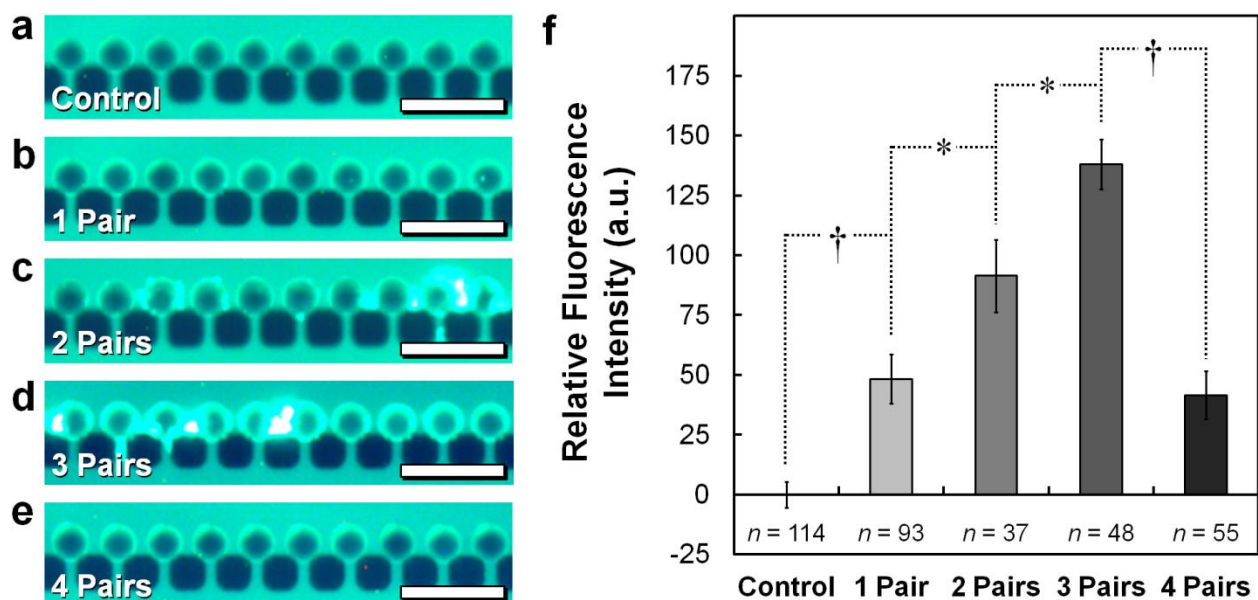 a
Control
b
1 Pair
c
2 Pairs
d
3 Pairs
e
4 Pairs
f
Relative Fluorescence
Intensity (a.u.)
175
150
125
100
75
50
25
0
-25
†
*
*
†
n = 114 n = 93 n = 37 n = 48 n = 55
Control 1 Pair 2 Pairs 3 Pairs 4 Pairs